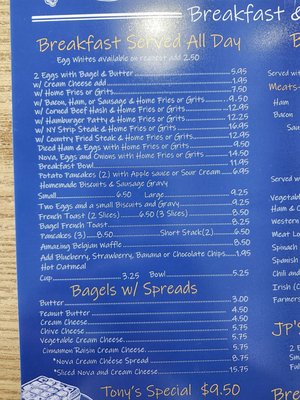 Breakfast &
Breakfast Served All Day
Egg whites available on request add 2.50
2 Eggs with Bagel & Butter 5.95
w/ Cream Cheese add 1.95
w/ Home Fries or Grits 7.50
w/ Bacon, Ham, or Sausage & Home Fries or Grits 9.50
w/ Corned Beef Hash & Home Fries or Grits 12.95
w/ Hamburger Patty & Home Fries or Grits 12.25
w/ NY Strip Steak & Home Fries or Grits 16.95
w/ Country Fried Steak & Home Fries or Grits 12.95
Diced Ham & Eggs with Home Fries or Grits 9.50
Nova, Eggs and Onions with Home Fries or Grits 14.50
Breakfast Bowl 11.95
Potato Pancakes (2) with Apple Sauce or Sour Cream 6.95
Homemade Biscuits & Sausage Gravy
Small 6.50 Large 9.25
Two Eggs and a small Biscuits and Gravy 9.25
French Toast (2 Slices) 6.50 (3 Slices) 8.50
Bagel French Toast 8.25
Pancakes (3) 8.50 Short Stack (2) 6.50
Amazing Belgian Waffle 8.50
Add Blueberry, Strawberry, Banana or Chocolate Chips 1.95
Hot Oatmeal
Cup 3.25 Bowl 5.25
Bagels w/ Spreads
Butter 3.00
Peanut Butter 4.50
Cream Cheese 4.50
Chive Cheese 5.75
Vegetable Cream Cheese 5.75
Cinnamon Raisin Cream Cheese 5.75
*Nova Cream Cheese Spread 8.75
*Sliced Nova and Cream Cheese 15.75
Tony's Special $9.50
Served
Meats-
Ham
Bacon
Served
Vegetable
Farmers
Western
Meat Lo
Spinach
Spanish
Chili
Irish
Ham
JP's
2
Small
Full